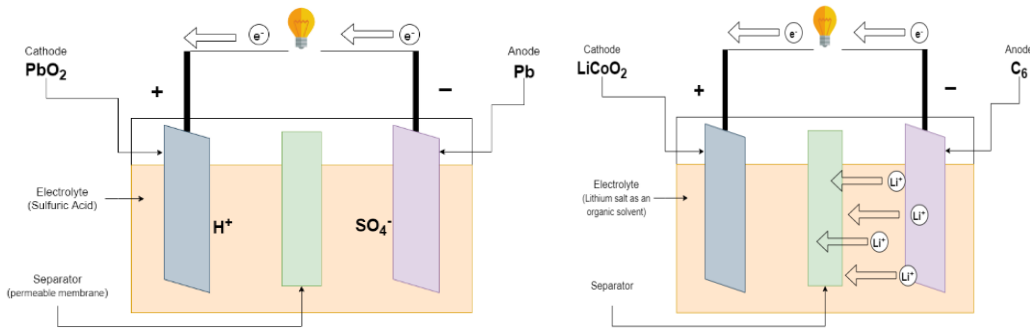 Cathode
PbO₂
+
e⁻
e⁻
−
Anode
Pb
Electrolyte
(Sulfuric Acid)
H⁺
SO₄⁻
Separator
(permeable membrane)
Cathode
LiCoO₂
+
e⁻
e⁻
−
Anode
C₆
Electrolyte
(Lithium salt as an
organic solvent)
Li⁺
Li⁺
Li⁺
Li⁺
Separator